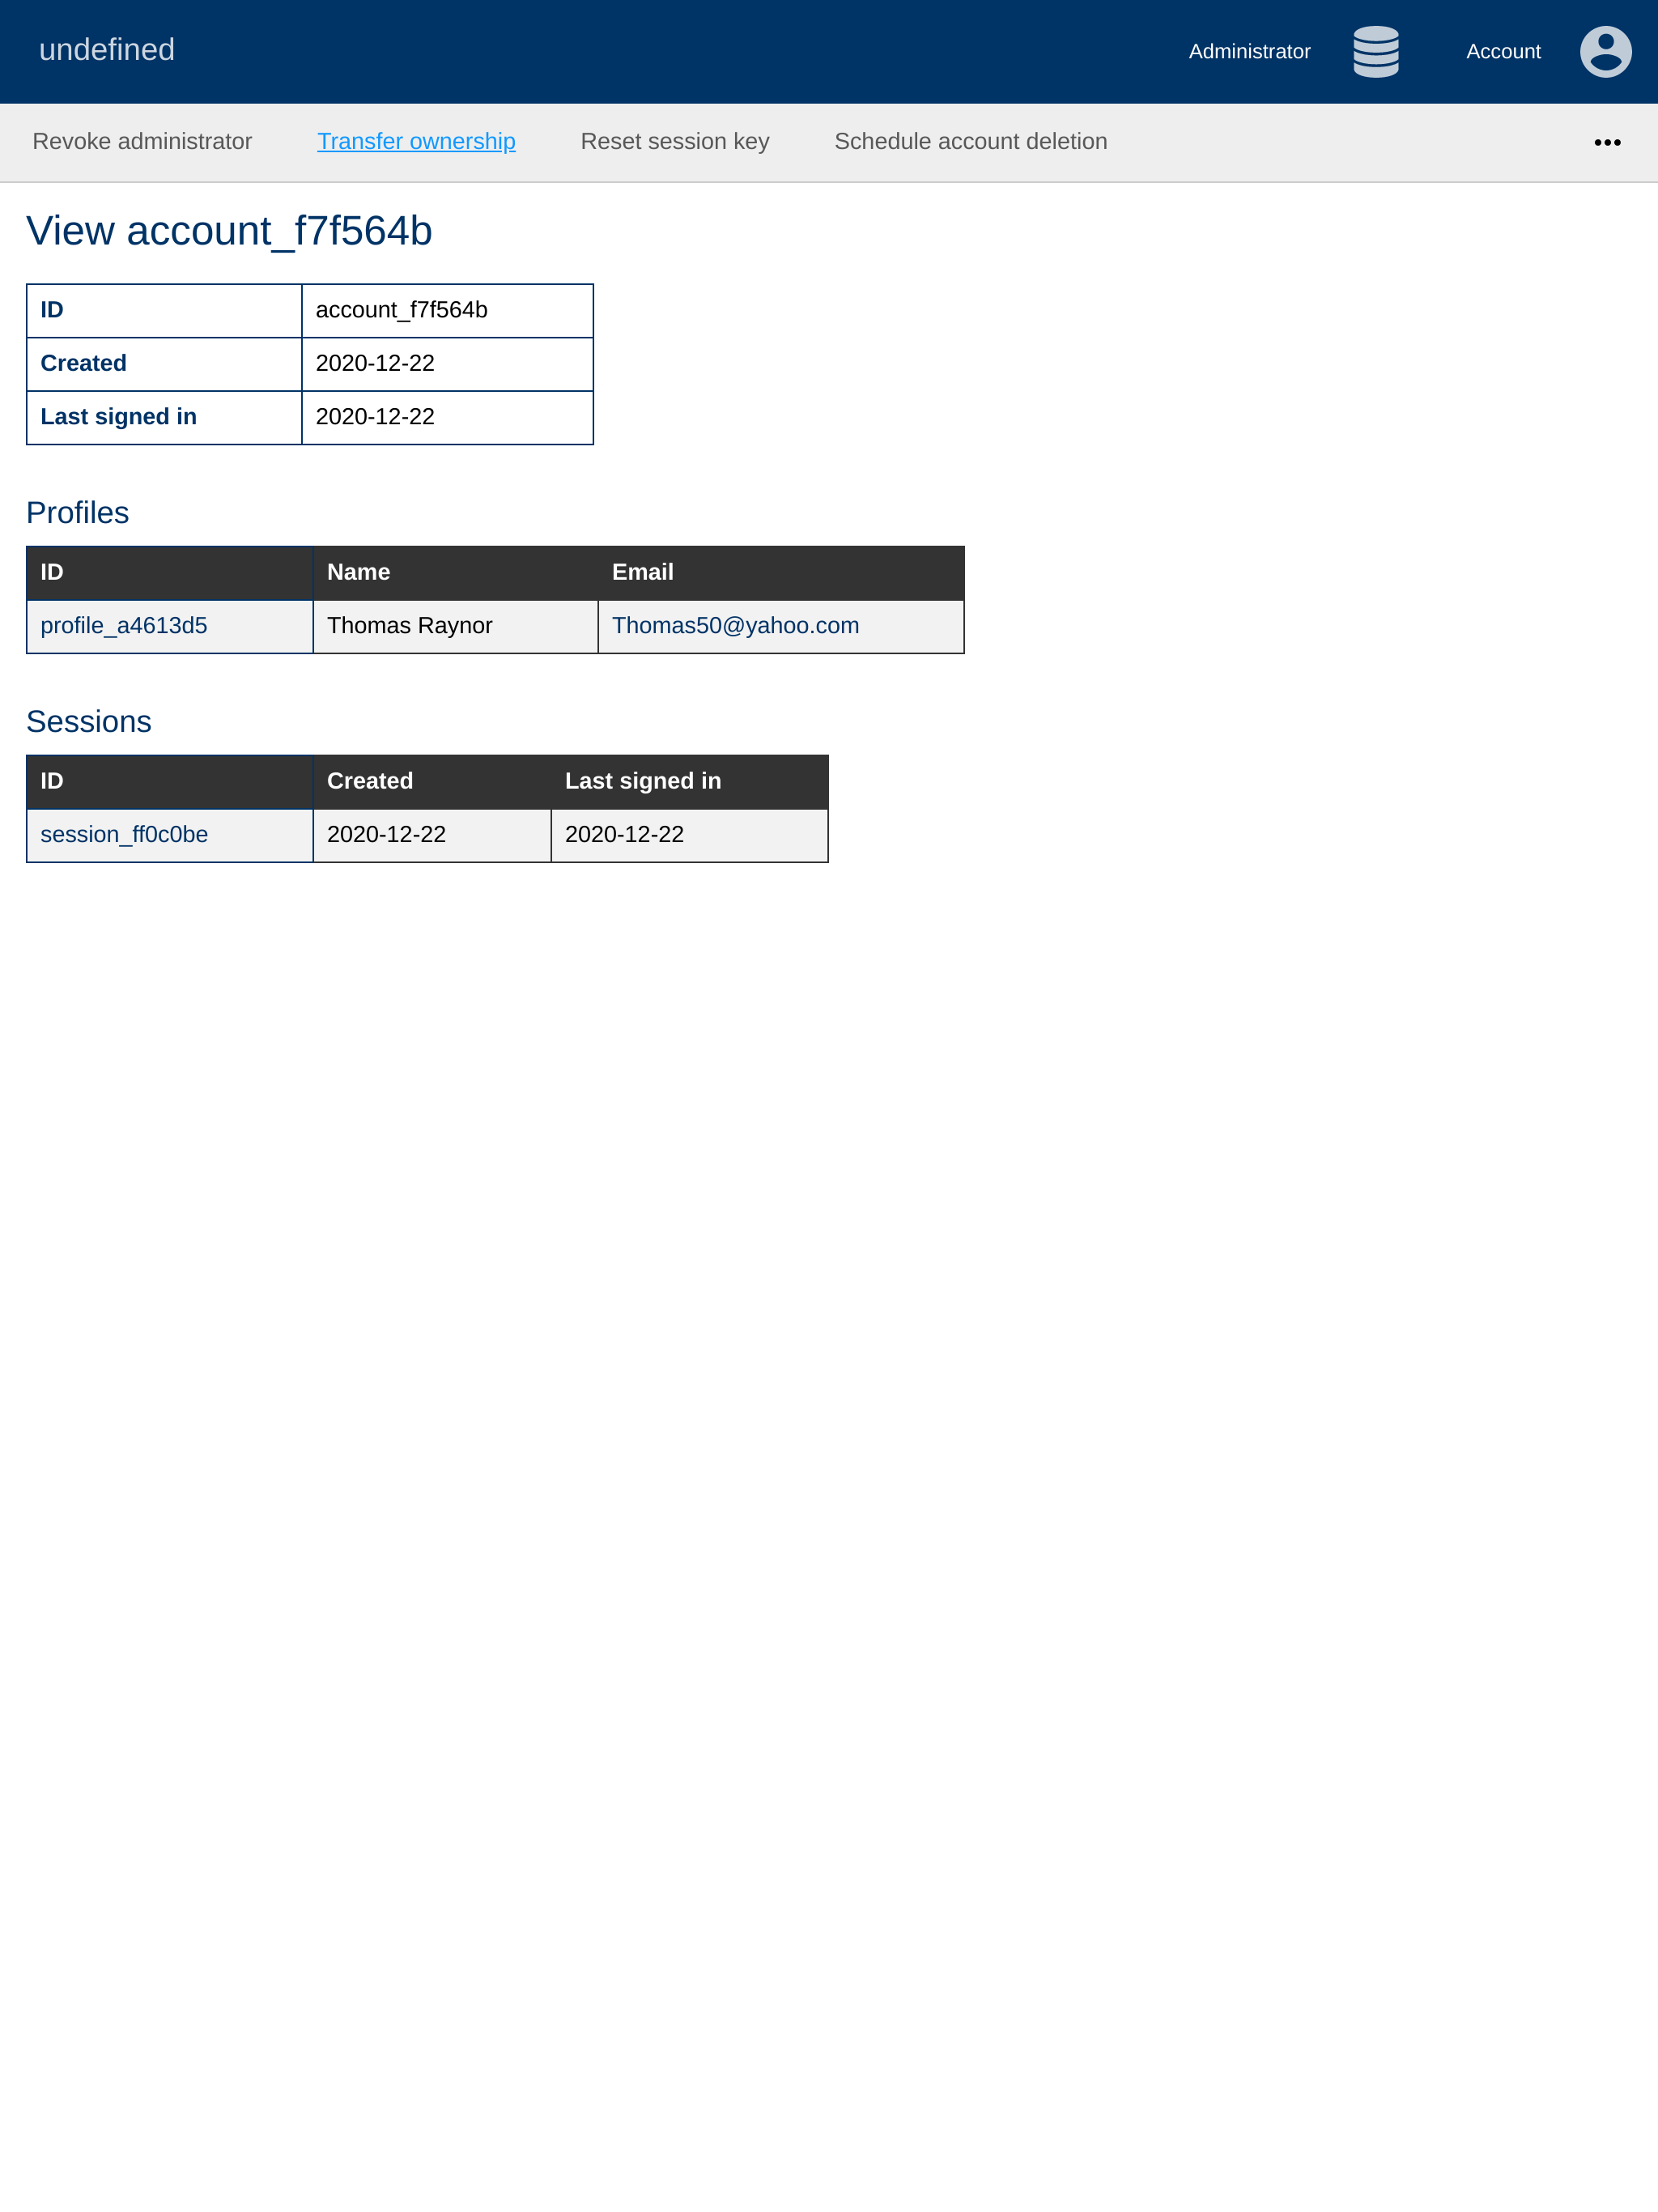 undefined Administrator Account
Revoke administrator Transfer ownership Reset session key Schedule account deletion •••
View account_f7f564b
ID account_f7f564b
Created 2020-12-22
Last signed in 2020-12-22
Profiles
ID Name Email
profile_a4613d5 Thomas Raynor Thomas50@yahoo.com
Sessions
ID Created Last signed in
session_ff0c0be 2020-12-22 2020-12-22